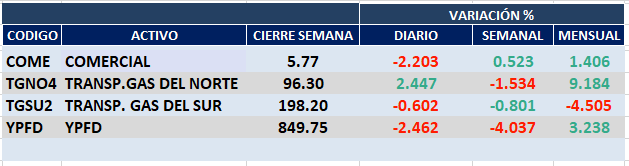 VARIACIÓN %
CODIGO ACTIVO CIERRE SEMANA DIARIO SEMANAL MENSUAL
COME COMERCIAL 5.77 -2.203 0.523 1.406
TGNO4 TRANSP.GAS DEL NORTE 96.30 2.447 -1.534 9.184
TGSU2 TRANSP. GAS DEL SUR 198.20 -0.602 -0.801 -4.505
YPFD YPFD 849.75 -2.462 -4.037 3.238